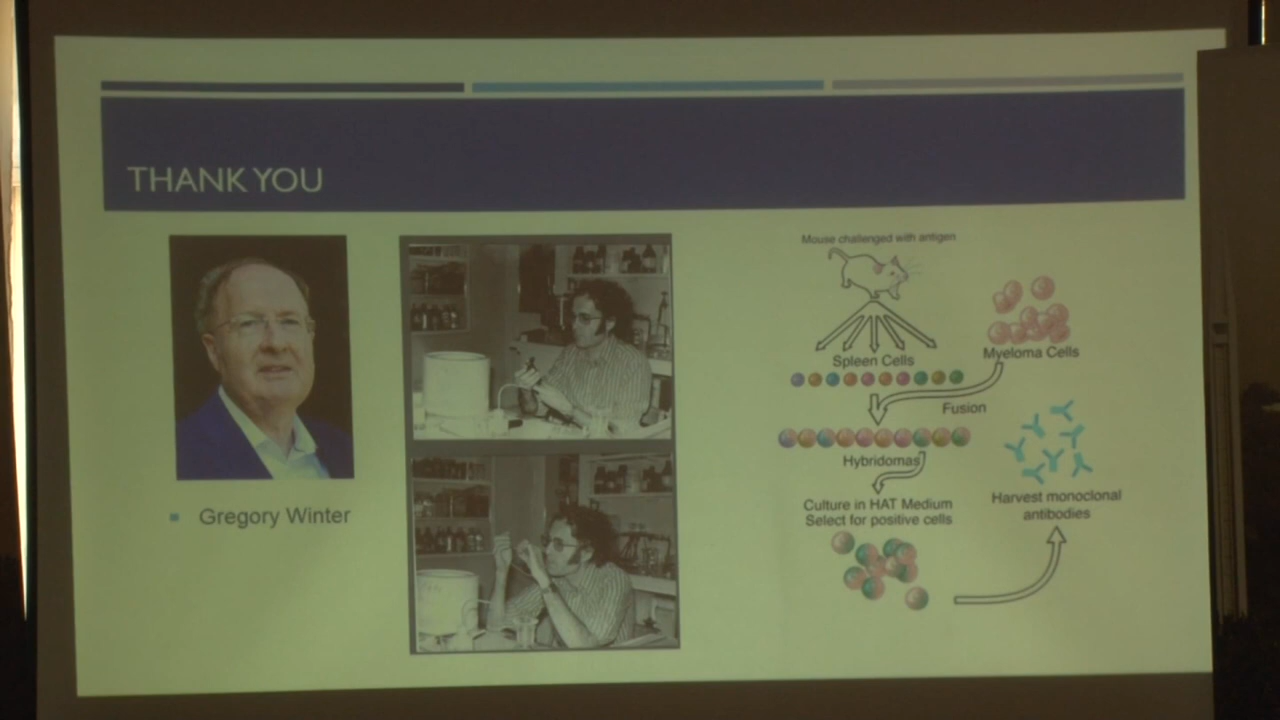 THANK YOU
Gregory Winter
Mouse challenged with antigen
Spleen Cells
Myeloma Cells
Fusion
Hybridomas
Culture in HAT Medium
Select for positive cells
Harvest monoclonal
antibodies